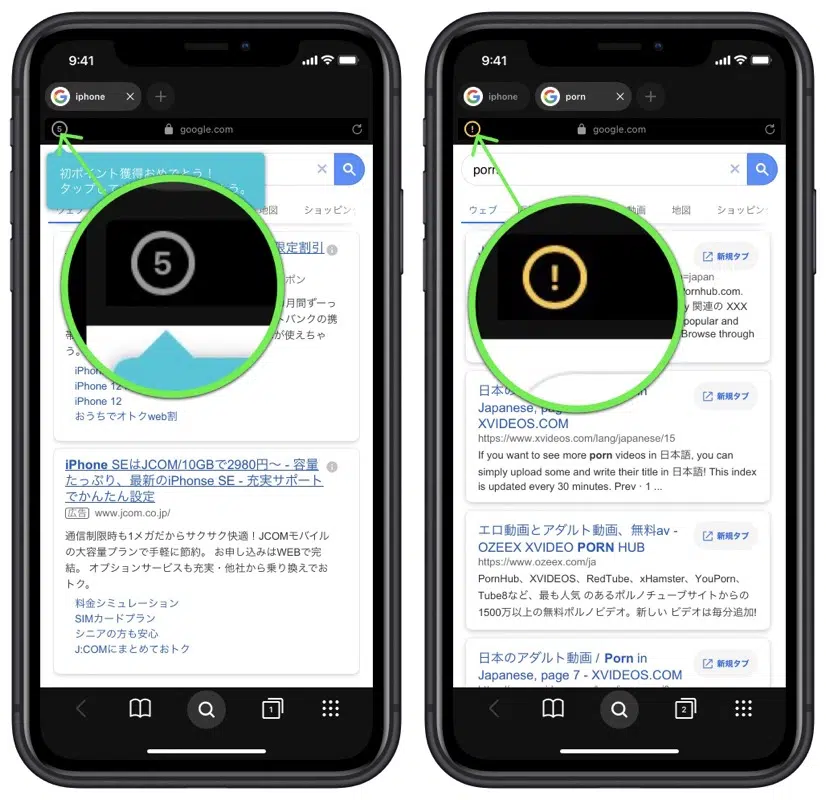 9:41
iphone
5
google.com
初ポイント獲得おめでとう！
タップして
う。
ウェブ
地図
ショッピン
限定割引
ポン
月間ずーっ
トバンクの携
帯
が使えちゃ
う。
iPhon
iPhone 12
iPhone 12
おうちでオトクweb割
5
iPhone SEはJCOM/10GBで2980円〜 - 容量
たっぷり、最新のiPhonse SE - 充実サポート
でかんたん設定
広告 www.jcom.co.jp/
通信制限時も1メガだからサクサク快適！JCOMモバイル
の大容量プランで手軽に節約。 お申し込みはWEBで完
結。 オプションサービスも充実・他社から乗り換えでお
トク。
料金シミュレーション
SIMカードプラン
シニアの方も安心
J:COMにまとめておトク
1
9:41
iphone
porn
!
google.com
porn
ウェブ
動画
地図
ショッピン
新規タブ
=japan
Pornhub.com.
y 関連の XXX
popular and
Browse through
!
日本の
in
Japanese, pag
XVIDEOS.COM
新規タブ
https://www.xvideos.com/lang/japanese/15
If you want to see more porn videos in 日本語, you can
simply upload some and write their title in 日本語! This index
is updated every 30 minutes. Prev · 1 ...
エロ動画とアダルト動画、無料av -
OZEEX XVIDEO PORN HUB
新規タブ
https://www.ozeex.com/ja
PornHub、XVIDEOS、RedTube、xHamster、YouPorn、
Tube8など、最も人気 のあるポルノチューブサイトからの
1500万以上の無料ポルノビデオ。新しい ビデオは毎分追加!
日本のアダルト動画 / Porn in
Japanese, page 7 - XVIDEOS.COM
新規タブ
2